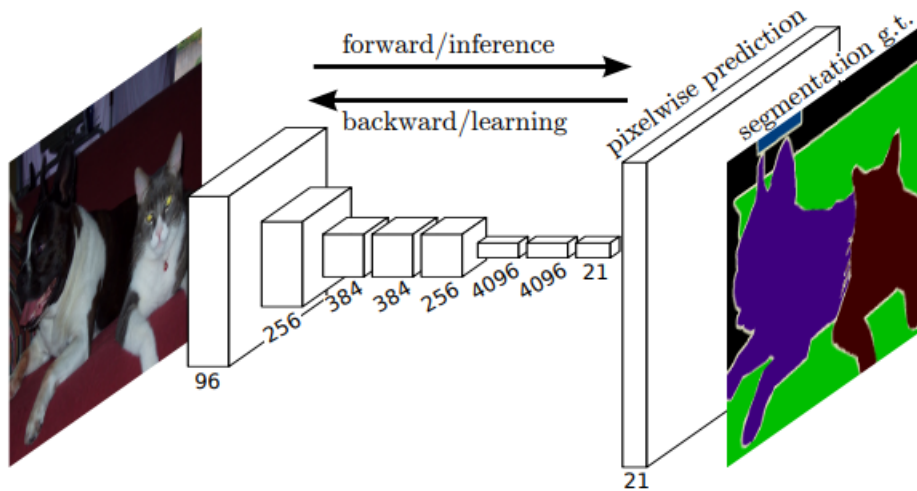 forward/inference
backward/learning
pixelwise prediction
segmentation g.t.
96
256
384
384
256
4096
4096
21
21